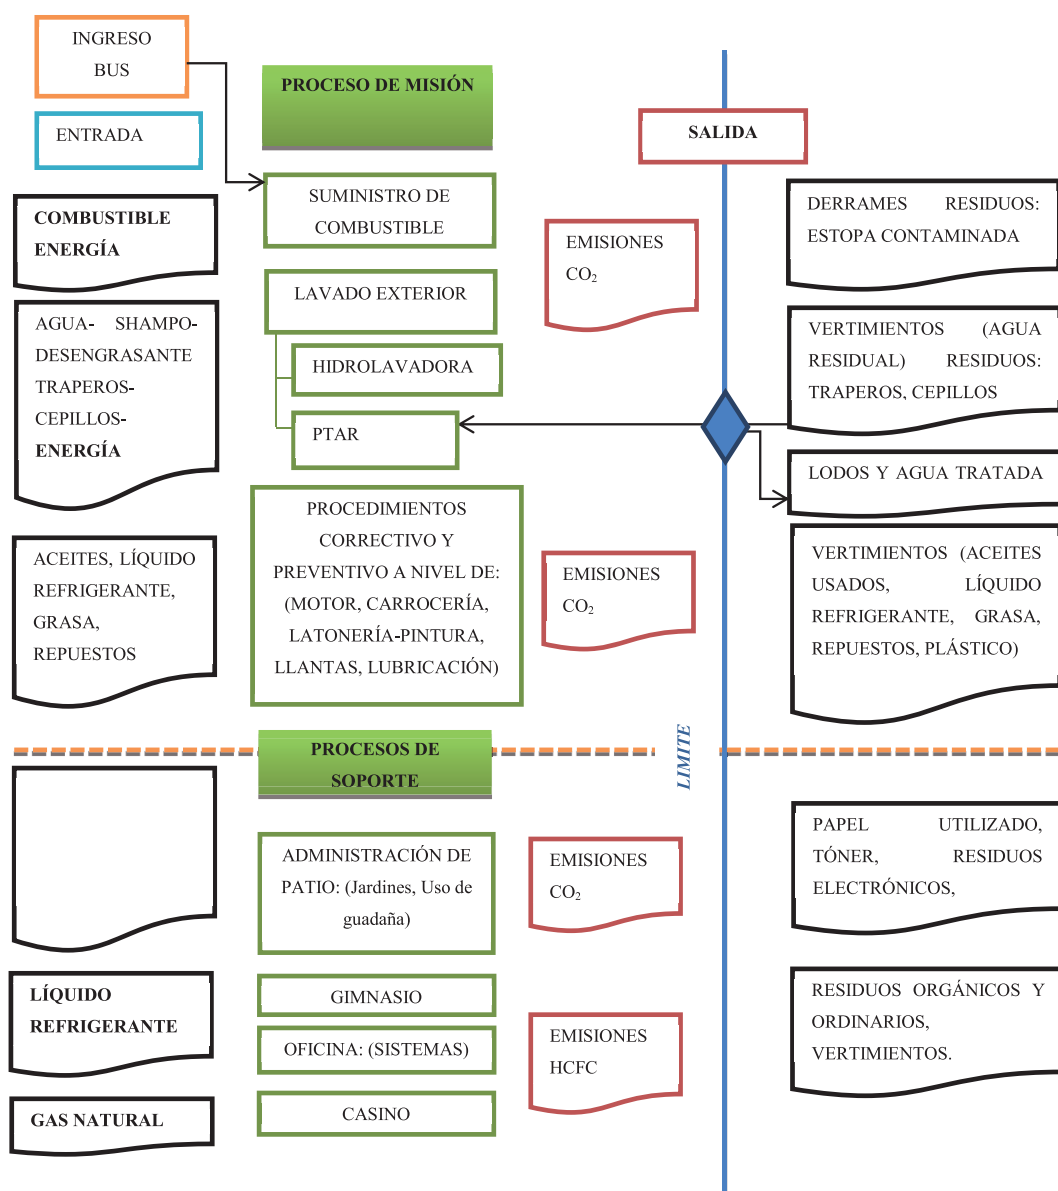 INGRESO
BUS
PROCESO DE MISIÓN
ENTRADA
SALIDA
SUMINISTRO DE
COMBUSTIBLE
COMBUSTIBLE
ENERGÍA
EMISIONES
CO₂
DERRAMES RESIDUOS:
ESTOPA CONTAMINADA
LAVADO EXTERIOR
AGUA- SHAMPO-
DESENGRASANTE
TRAPEROS-
CEPILLOS-
ENERGÍA
HIDROLAVADORA
PTAR
VERTIMIENTOS (AGUA
RESIDUAL) RESIDUOS:
TRAPEROS, CEPILLOS
LODOS Y AGUA TRATADA
PROCEDIMIENTOS
CORRECTIVO Y
PREVENTIVO A NIVEL DE:
(MOTOR, CARROCERÍA,
LATONERÍA-PINTURA,
LLANTAS, LUBRICACIÓN)
ACEITES, LÍQUIDO
REFRIGERANTE,
GRASA,
REPUESTOS
EMISIONES
CO₂
VERTIMIENTOS (ACEITES
USADOS, LÍQUIDO
REFRIGERANTE, GRASA,
REPUESTOS, PLÁSTICO)
LIMITE
PROCESOS DE
SOPORTE
ADMINISTRACIÓN DE
PATIO: (Jardines, Uso de
guadaña)
EMISIONES
CO₂
PAPEL UTILIZADO,
TÓNER, RESIDUOS
ELECTRÓNICOS,
LÍQUIDO
REFRIGERANTE
GIMNASIO
OFICINA: (SISTEMAS)
EMISIONES
HCFC
RESIDUOS ORGÁNICOS Y
ORDINARIOS,
VERTIMIENTOS.
GAS NATURAL
CASINO